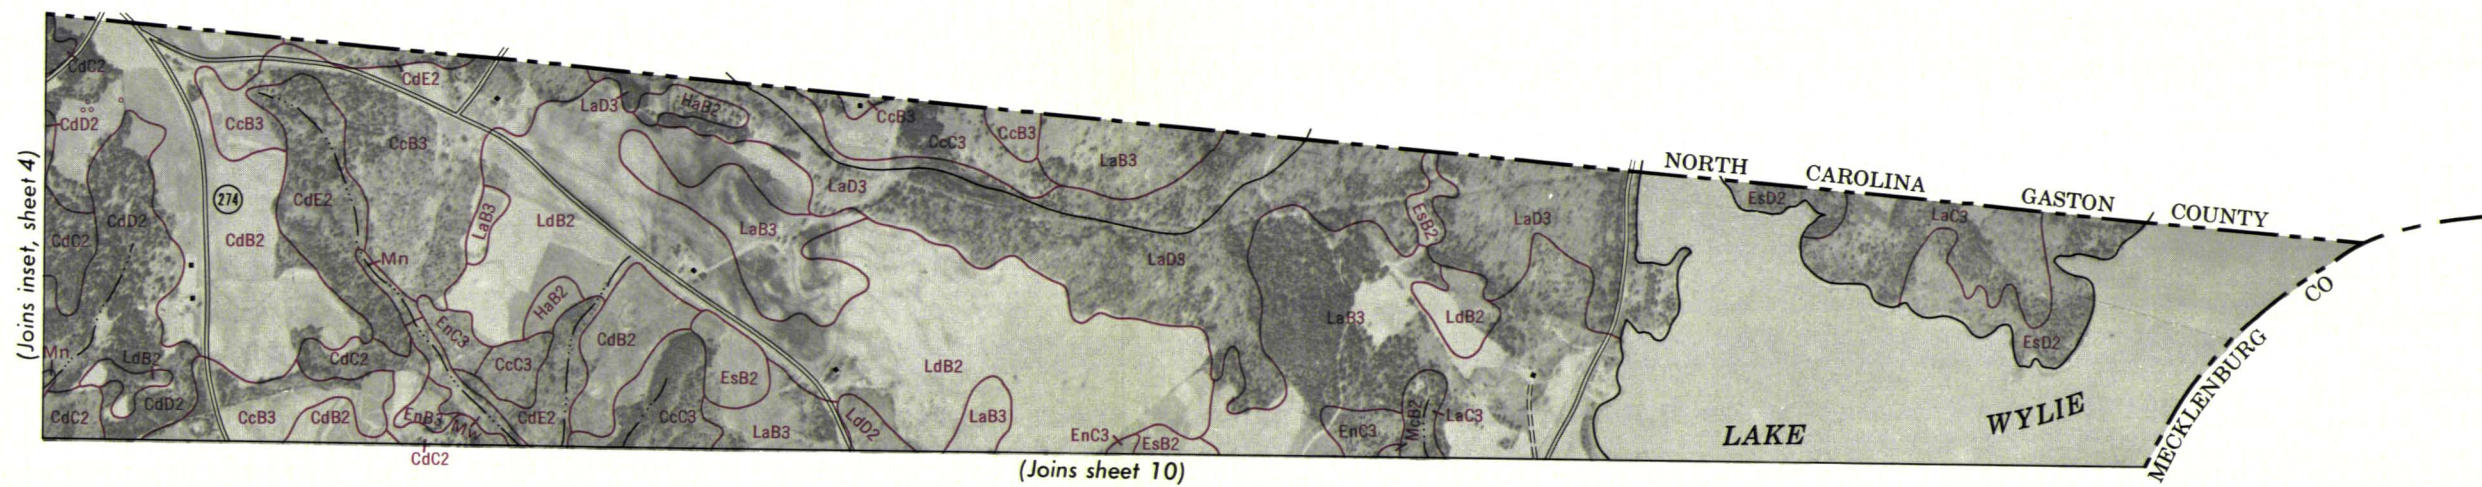 CdC2
CdE2
LaD3
HaB2
CcB3
CdD2
CcB3
CcB3
CcC3
CcB3
LaB3
NORTH CAROLINA GASTON COUNTY
EsD2
LaC3
274
CdE2
LaD3
CdD2
LaB3
LdB2
LaB3
EsB2
LaD3
CdC2
CdB2
Mn
LaD3
(Joins inset, sheet 4)
HaB2
EnC3
CdB2
LaB3
LdB2
EsD2
CO
MECKLENBURG
Mn
LdB2
CdC2
CcC3
EsB2
LdB2
CdC2
CdD2
CcB3
CdB2
EnB3
MW
CdE2
CcC3
LaB3
LdD2
LaB3
EnC3
EsB2
EnC3
McB2
LaC3
LAKE WYLIE
CdC2
(Joins sheet 10)